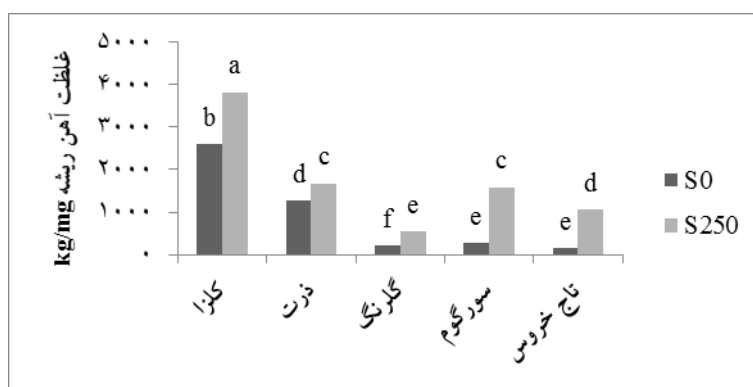 غلظت آهن ریشه kg/mg
۵۰۰۰
۴۰۰۰
۳۰۰۰
۲۰۰۰
۱۰۰۰
۰
b
a
d
c
f
e
e
c
e
d
کلزا
ذرت
گلرنگ
سورگوم
تاج خروس
S0
S250